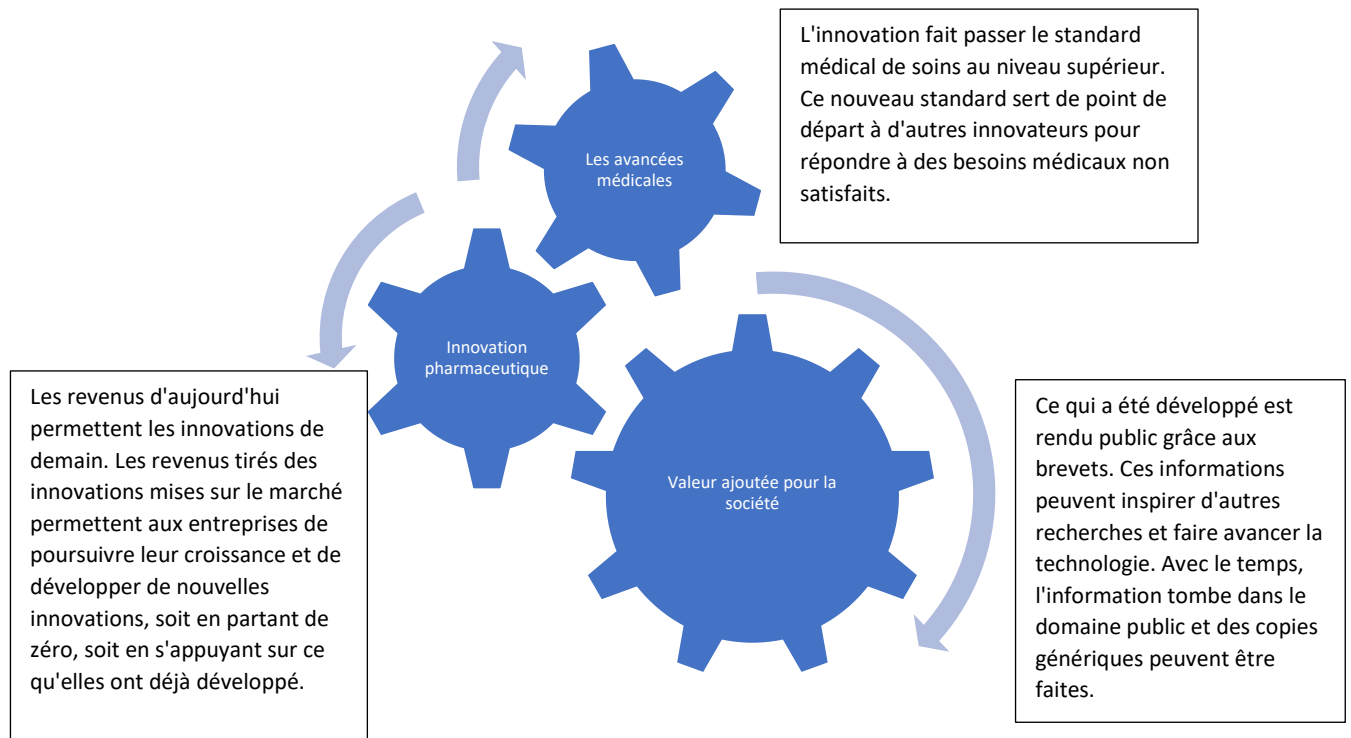 L'innovation fait passer le standard
médical de soins au niveau supérieur.
Ce nouveau standard sert de point de
départ à d'autres innovateurs pour
répondre à des besoins médicaux non
satisfaits.
Les avancées
médicales
Innovation
pharmaceutique
Les revenus d'aujourd'hui
permettent les innovations de
demain. Les revenus tirés des
innovations mises sur le marché
permettent aux entreprises de
poursuivre leur croissance et de
développer de nouvelles
innovations, soit en partant de
zéro, soit en s'appuyant sur ce
qu'elles ont déjà développé.
Valeur ajoutée pour la
société
Ce qui a été développé est
rendu public grâce aux
brevets. Ces informations
peuvent inspirer d'autres
recherches et faire avancer la
technologie. Avec le temps,
l'information tombe dans le
domaine public et des copies
génériques peuvent être
faites.